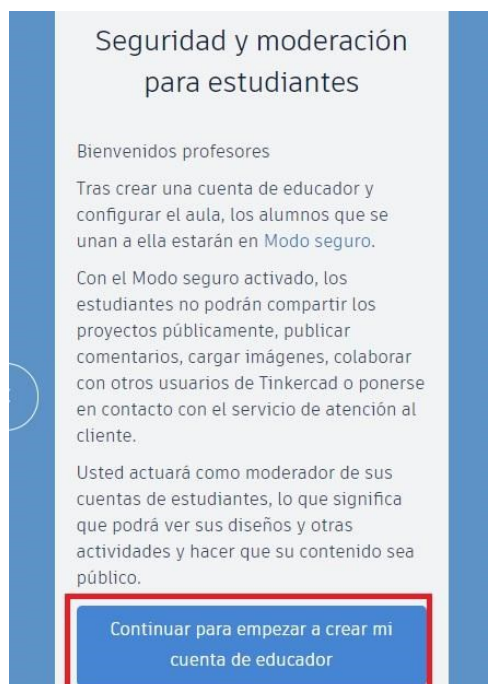 Seguridad y moderación
para estudiantes
Bienvenidos profesores
Tras crear una cuenta de educador y
configurar el aula, los alumnos que se
unan a ella estarán en Modo seguro.
Con el Modo seguro activado, los
estudiantes no podrán compartir los
proyectos públicamente, publicar
comentarios, cargar imágenes, colaborar
con otros usuarios de Tinkercad o ponerse
en contacto con el servicio de atención al
cliente.
Usted actuará como moderador de sus
cuentas de estudiantes, lo que significa
que podrá ver sus diseños y otras
actividades y hacer que su contenido sea
público.
Continuar para empezar a crear mi
cuenta de educador